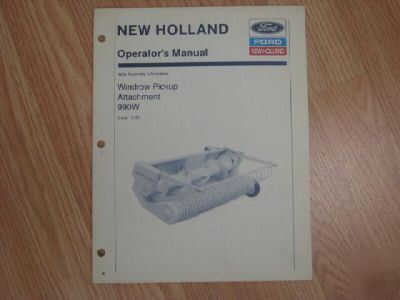 NEW HOLLAND
Operator's Manual
With Assembly Information
Windrow Pickup
Attachment
990W
Ford
FORD
NEW HOLLAND